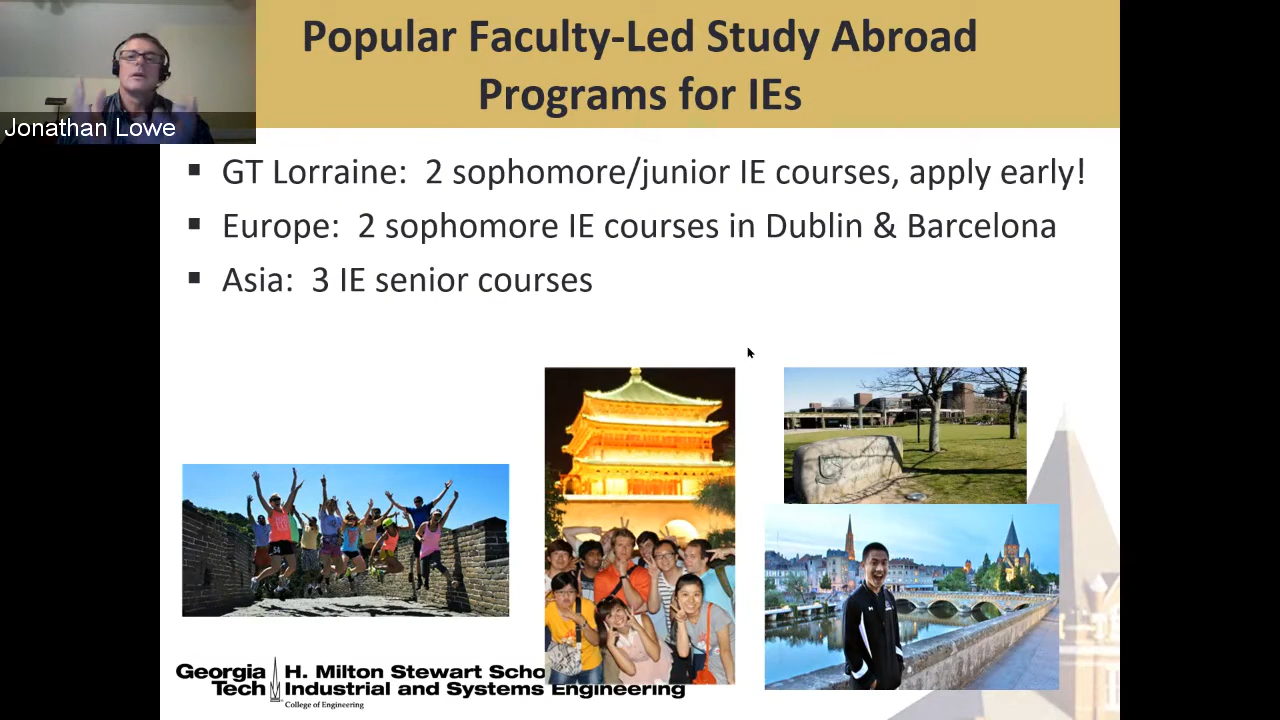 Popular Faculty-Led Study Abroad
Programs for IEs
Jonathan Lowe
▪ GT Lorraine: 2 sophomore/junior IE courses, apply early!
▪ Europe: 2 sophomore IE courses in Dublin & Barcelona
▪ Asia: 3 IE senior courses
Georgia
Tech
H. Milton Stewart Scho
Industrial and Systems Engineering
College of Engineering